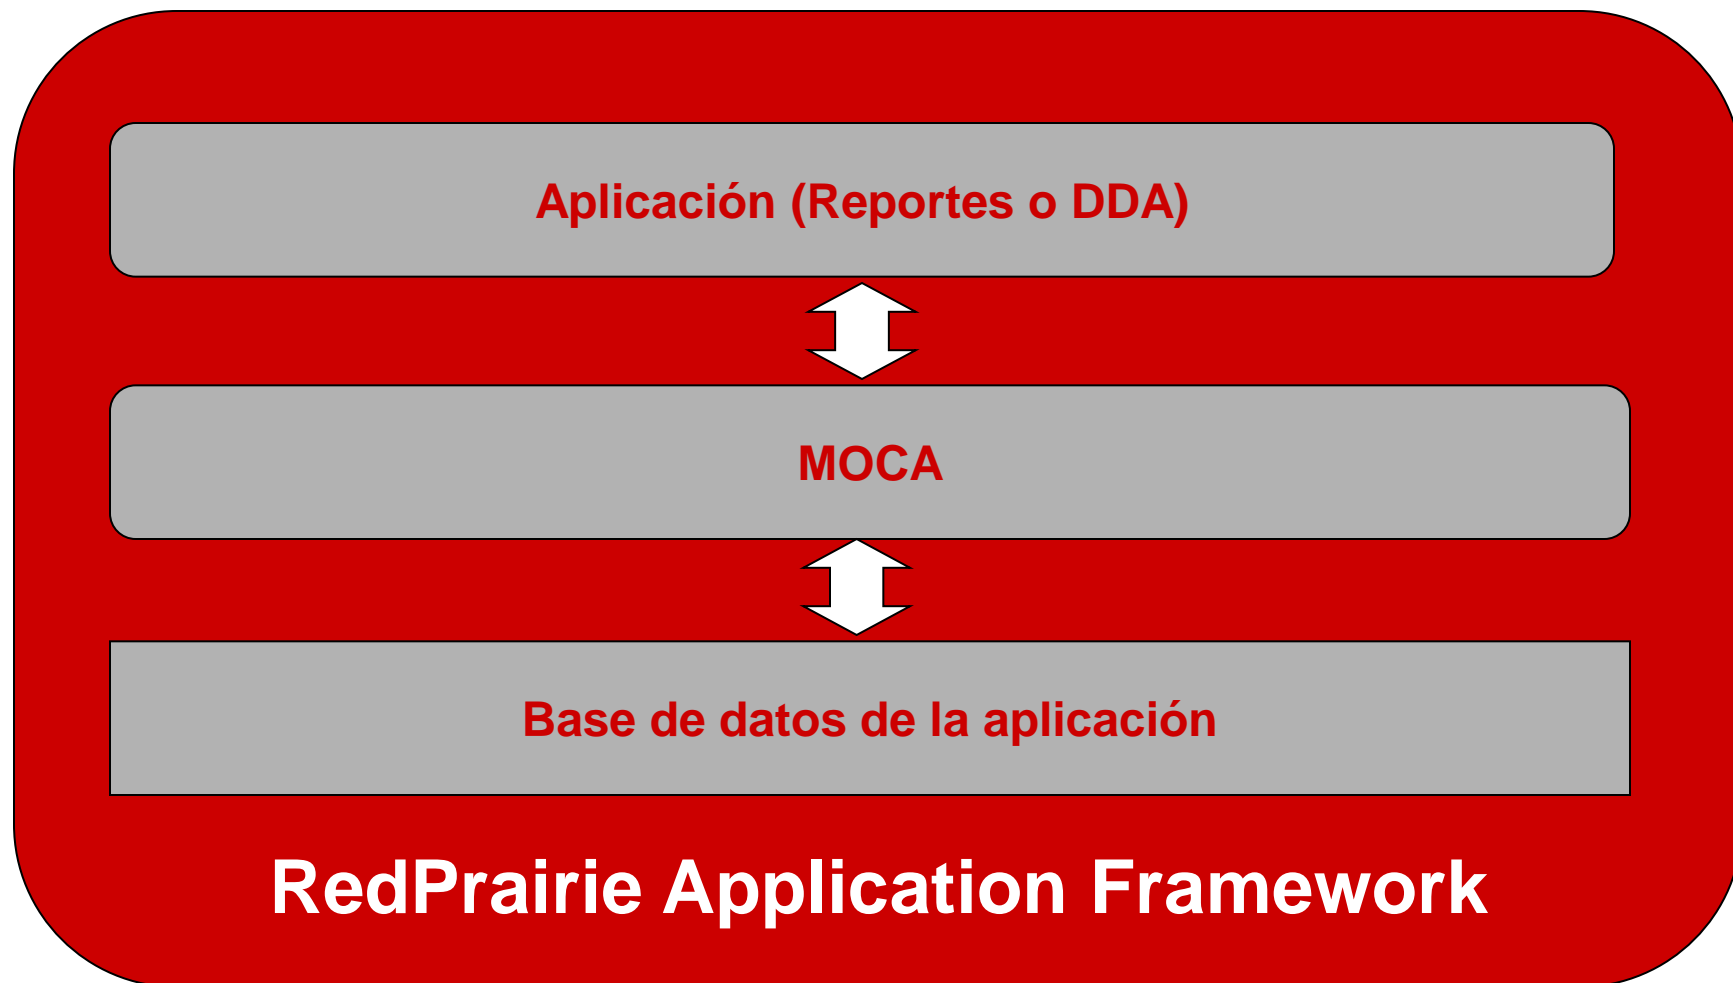 Aplicación (Reportes o DDA)
MOCA
Base de datos de la aplicación
RedPrairie Application Framework